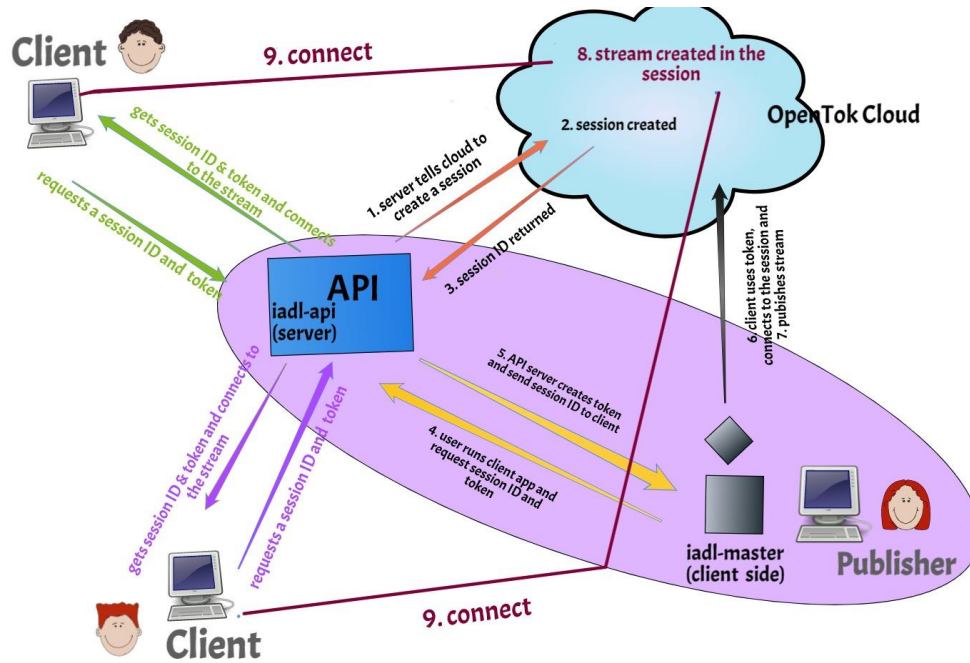 Client
9. connect
8. stream created in the
session
OpenTok Cloud
2. session created
gets session ID & token and connects
to the stream
requests a session ID and token
1. server tells cloud to
create a session
3. session ID returned
API
iadl-api
(server)
6. client uses token,
connects to the session and
7. pubishes stream
5. API server creates token
and send session ID to client
4. user runs client app and
request session ID and
token
gets session ID & token and connects to
the stream
requests a session ID and token
iadl-master
(client side)
Publisher
9. connect
Client